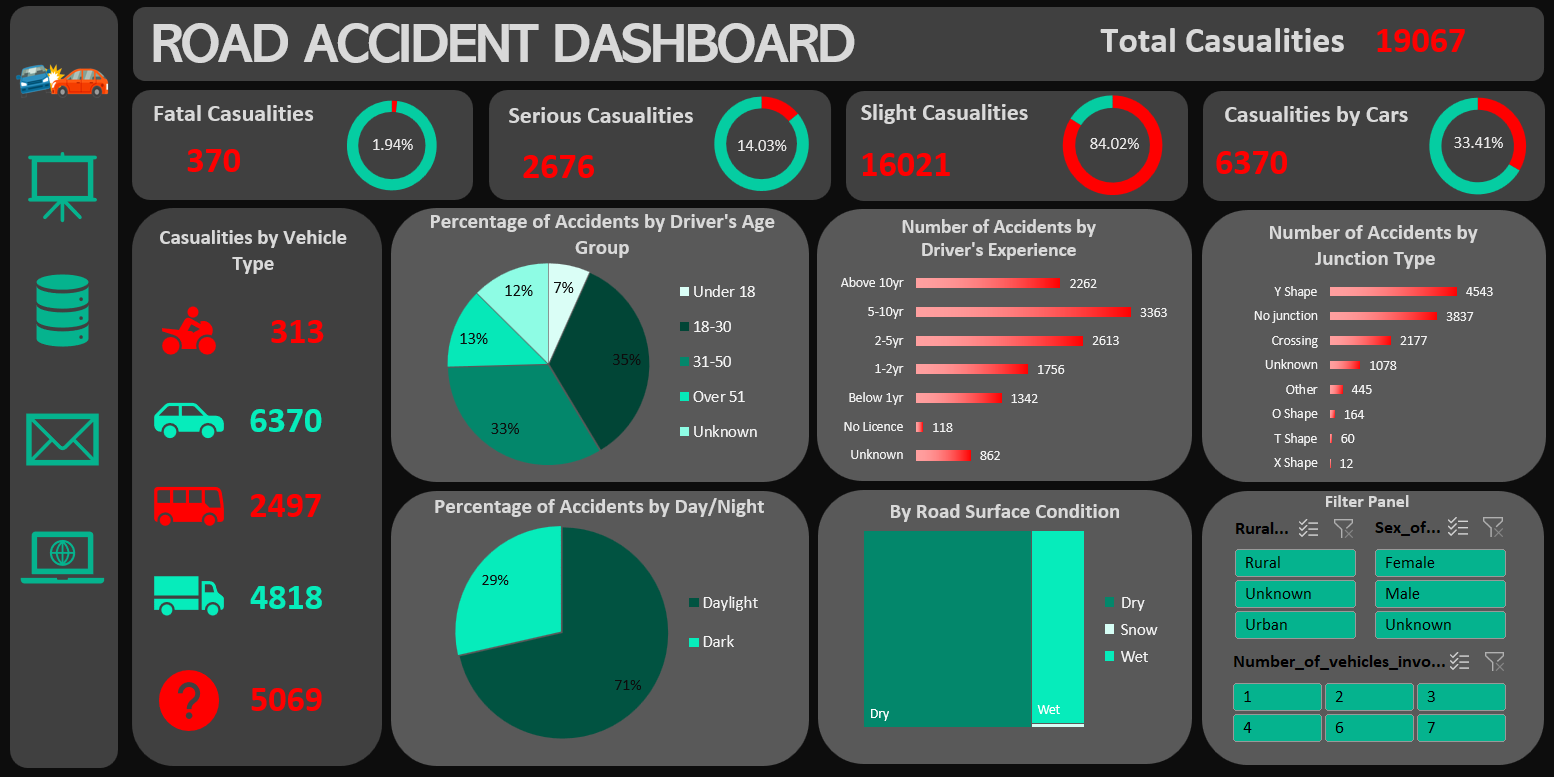 ROAD ACCIDENT DASHBOARD
Total Casualities 19067
Fatal Casualities
370
1.94%
Serious Casualities
2676
14.03%
Slight Casualities
16021
84.02%
Casualities by Cars
6370
33.41%
Casualities by Vehicle
Type
313
6370
2497
4818
?
5069
Percentage of Accidents by Driver's Age
Group
7%
35%
33%
13%
12%
Under 18
18-30
31-50
Over 51
Unknown
Number of Accidents by
Driver's Experience
Above 10yr 2262
5-10yr 3363
2-5yr 2613
1-2yr 1756
Below 1yr 1342
No Licence 118
Unknown 862
Number of Accidents by
Junction Type
Y Shape 4543
No junction 3837
Crossing 2177
Unknown 1078
Other 445
O Shape 164
T Shape 60
X Shape 12
Percentage of Accidents by Day/Night
29%
71%
Daylight
Dark
By Road Surface Condition
Dry
Wet
Dry
Snow
Wet
Filter Panel
Rural...
Rural
Unknown
Urban
Sex_of...
Female
Male
Unknown
Number_of_vehicles_invo...
1 2 3
4 6 7